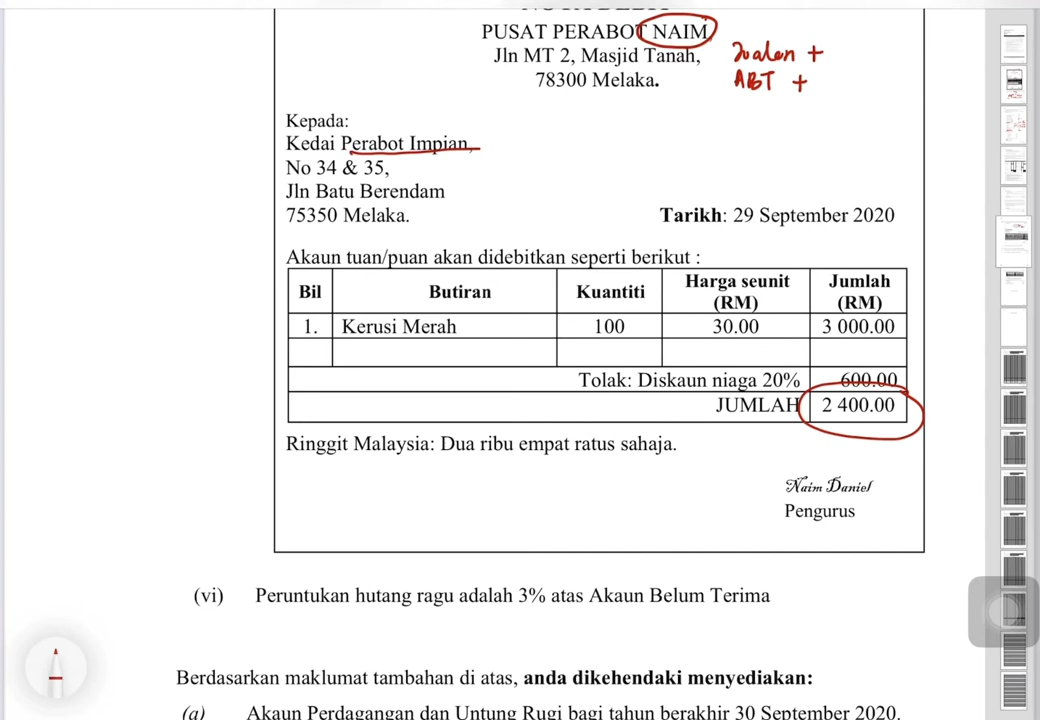 PUSAT PERABOT NAIM
Jln MT 2, Masjid Tanah,
78300 Melaka.
Jualan +
ABT +
Kepada:
Kedai Perabot Impian,
No 34 & 35,
Jln Batu Berendam
75350 Melaka.
Tarikh: 29 September 2020
Akaun tuan/puan akan didebitkan seperti berikut :
Bil Butiran Kuantiti Harga seunit (RM) Jumlah (RM)
1. Kerusi Merah 100 30.00 3 000.00
Tolak: Diskaun niaga 20% 600.00
JUMLAH 2 400.00
Ringgit Malaysia: Dua ribu empat ratus sahaja.
Naim Daniel
Pengurus
(vi) Peruntukan hutang ragu adalah 3% atas Akaun Belum Terima
Berdasarkan maklumat tambahan di atas, anda dikehendaki menyediakan:
(a) Akaun Perdagangan dan Untung Rugi bagi tahun berakhir 30 September 2020.